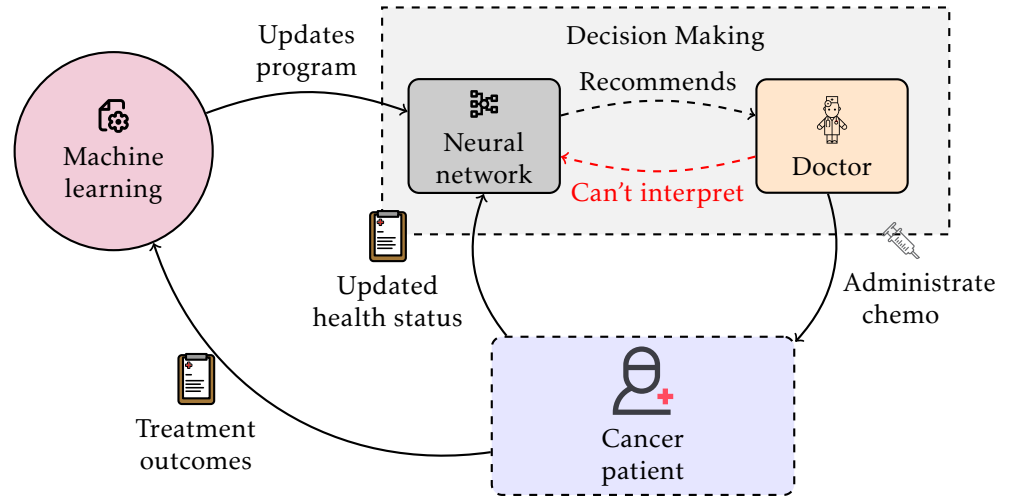 Updates
program
Decision Making
Recommends
Machine
learning
Neural
network
Doctor
Can't interpret
Updated
health status
Administrate
chemo
Treatment
outcomes
Cancer
patient